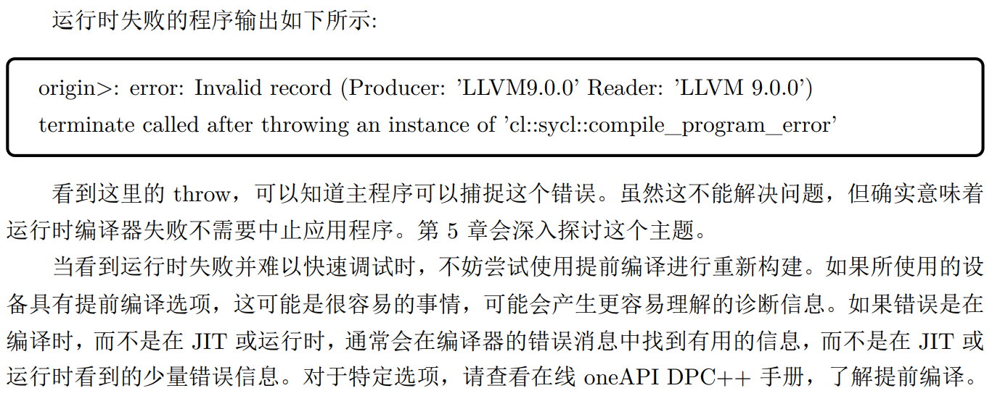 运行时失败的程序输出如下所示:
origin>: error: Invalid record (Producer: ’LLVM9.0.0’ Reader: ’LLVM 9.0.0’)
terminate called after throwing an instance of ’cl::sycl::compile_program_error’
看到这里的 throw，可以知道主程序可以捕捉这个错误。虽然这不能解决问题，但确实意味着
运行时编译器失败不需要中止应用程序。第 5 章会深入探讨这个主题。
当看到运行时失败并难以快速调试时，不妨尝试使用提前编译进行重新构建。如果所使用的设
备具有提前编译选项，这可能是很容易的事情，可能会产生更容易理解的诊断信息。如果错误是在
编译时，而不是在 JIT 或运行时，通常会在编译器的错误消息中找到有用的信息，而不是在 JIT 或
运行时看到的少量错误信息。对于特定选项，请查看在线 oneAPI DPC++ 手册，了解提前编译。